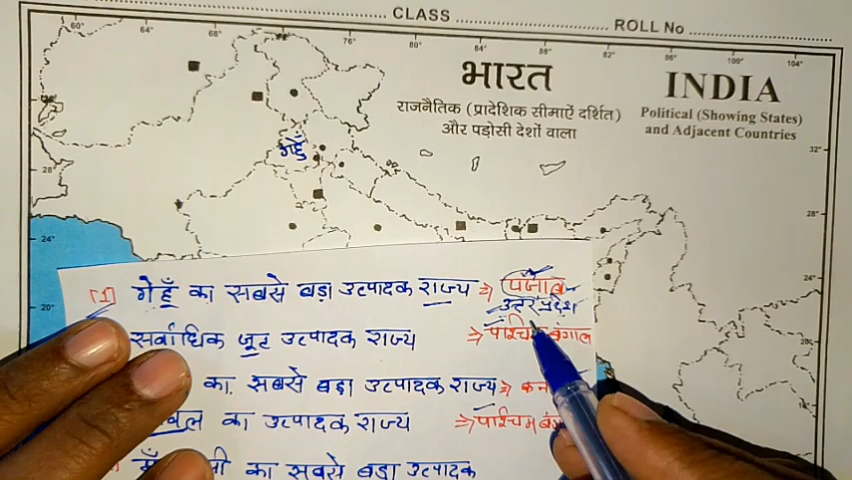 CLASS
ROLL No
60° 64° 68° 76° 80° 84° 88° 92° 96° 100° 104°
भारत
राजनैतिक (प्रादेशिक सीमाऐं दर्शित)
और पड़ोसी देशों वाला
INDIA
Political (Showing States)
and Adjacent Countries
गेहूँ
32°
28° 28°
24° 24°
20°
[1] गेहूँ का सबसे बड़ा उत्पादक राज्य ⇒ पंजाब
उत्तर प्रदेश
सर्वाधिक जूट उत्पादक राज्य ⇒ पश्चिम बंगाल
का सबसे बड़ा उत्पादक राज्य ⇒
का उत्पादक राज्य ⇒ पश्चिम
का सबसे बड़ा उत्पादक